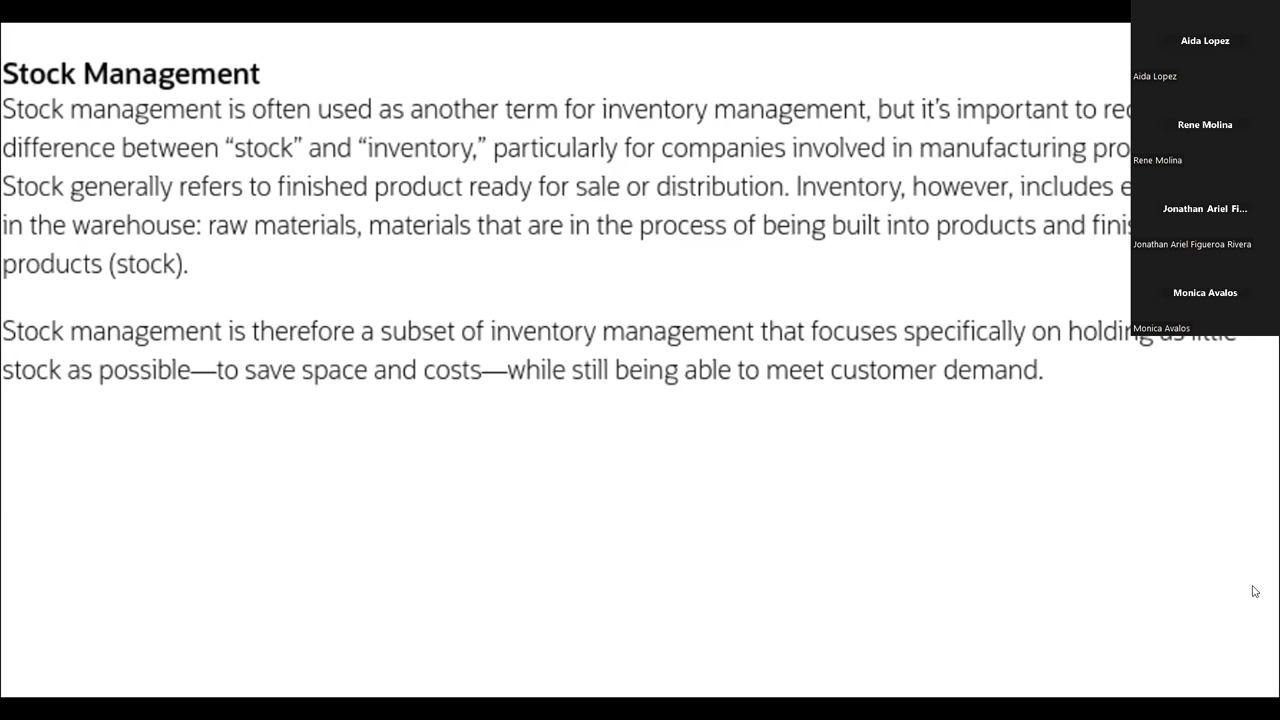 Stock Management
Stock management is often used as another term for inventory management, but it's important to
difference between “stock” and “inventory,” particularly for companies involved in manufacturing
Stock generally refers to finished product ready for sale or distribution. Inventory, however, includes
in the warehouse: raw materials, materials that are in the process of being built into products and
products (stock).
Stock management is therefore a subset of inventory management that focuses specifically on holding as little
stock as possible—to save space and costs—while still being able to meet customer demand.
Aida Lopez
Aida Lopez
Rene Molina
Rene Molina
Jonathan Ariel Fi...
Jonathan Ariel Figueroa Rivera
Monica Avalos
Monica Avalos